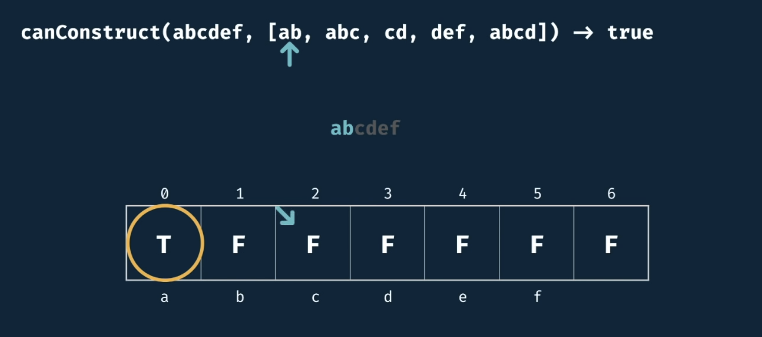 canConstruct(abcdef, [ab, abc, cd, def, abcd]) → true
abcdef
0 1 2 3 4 5 6
T F F F F F F
a b c d e f